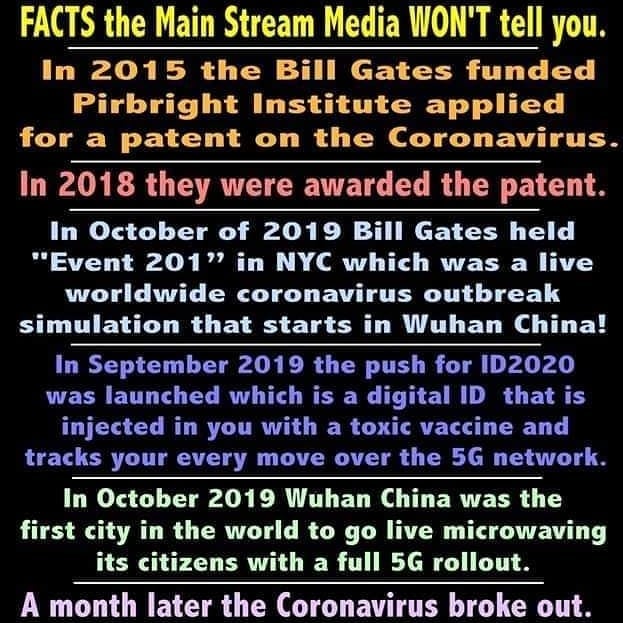 FACTS the Main Stream Media WON'T tell you.
In 2015 the Bill Gates funded
Pirbright Institute applied
for a patent on the Coronavirus.
In 2018 they were awarded the patent.
In October of 2019 Bill Gates held
"Event 201” in NYC which was a live
worldwide coronavirus outbreak
simulation that starts in Wuhan China!
In September 2019 the push for ID2020
was launched which is a digital ID that is
injected in you with a toxic vaccine and
tracks your every move over the 5G network.
In October 2019 Wuhan China was the
first city in the world to go live microwaving
its citizens with a full 5G rollout.
A month later the Coronavirus broke out.